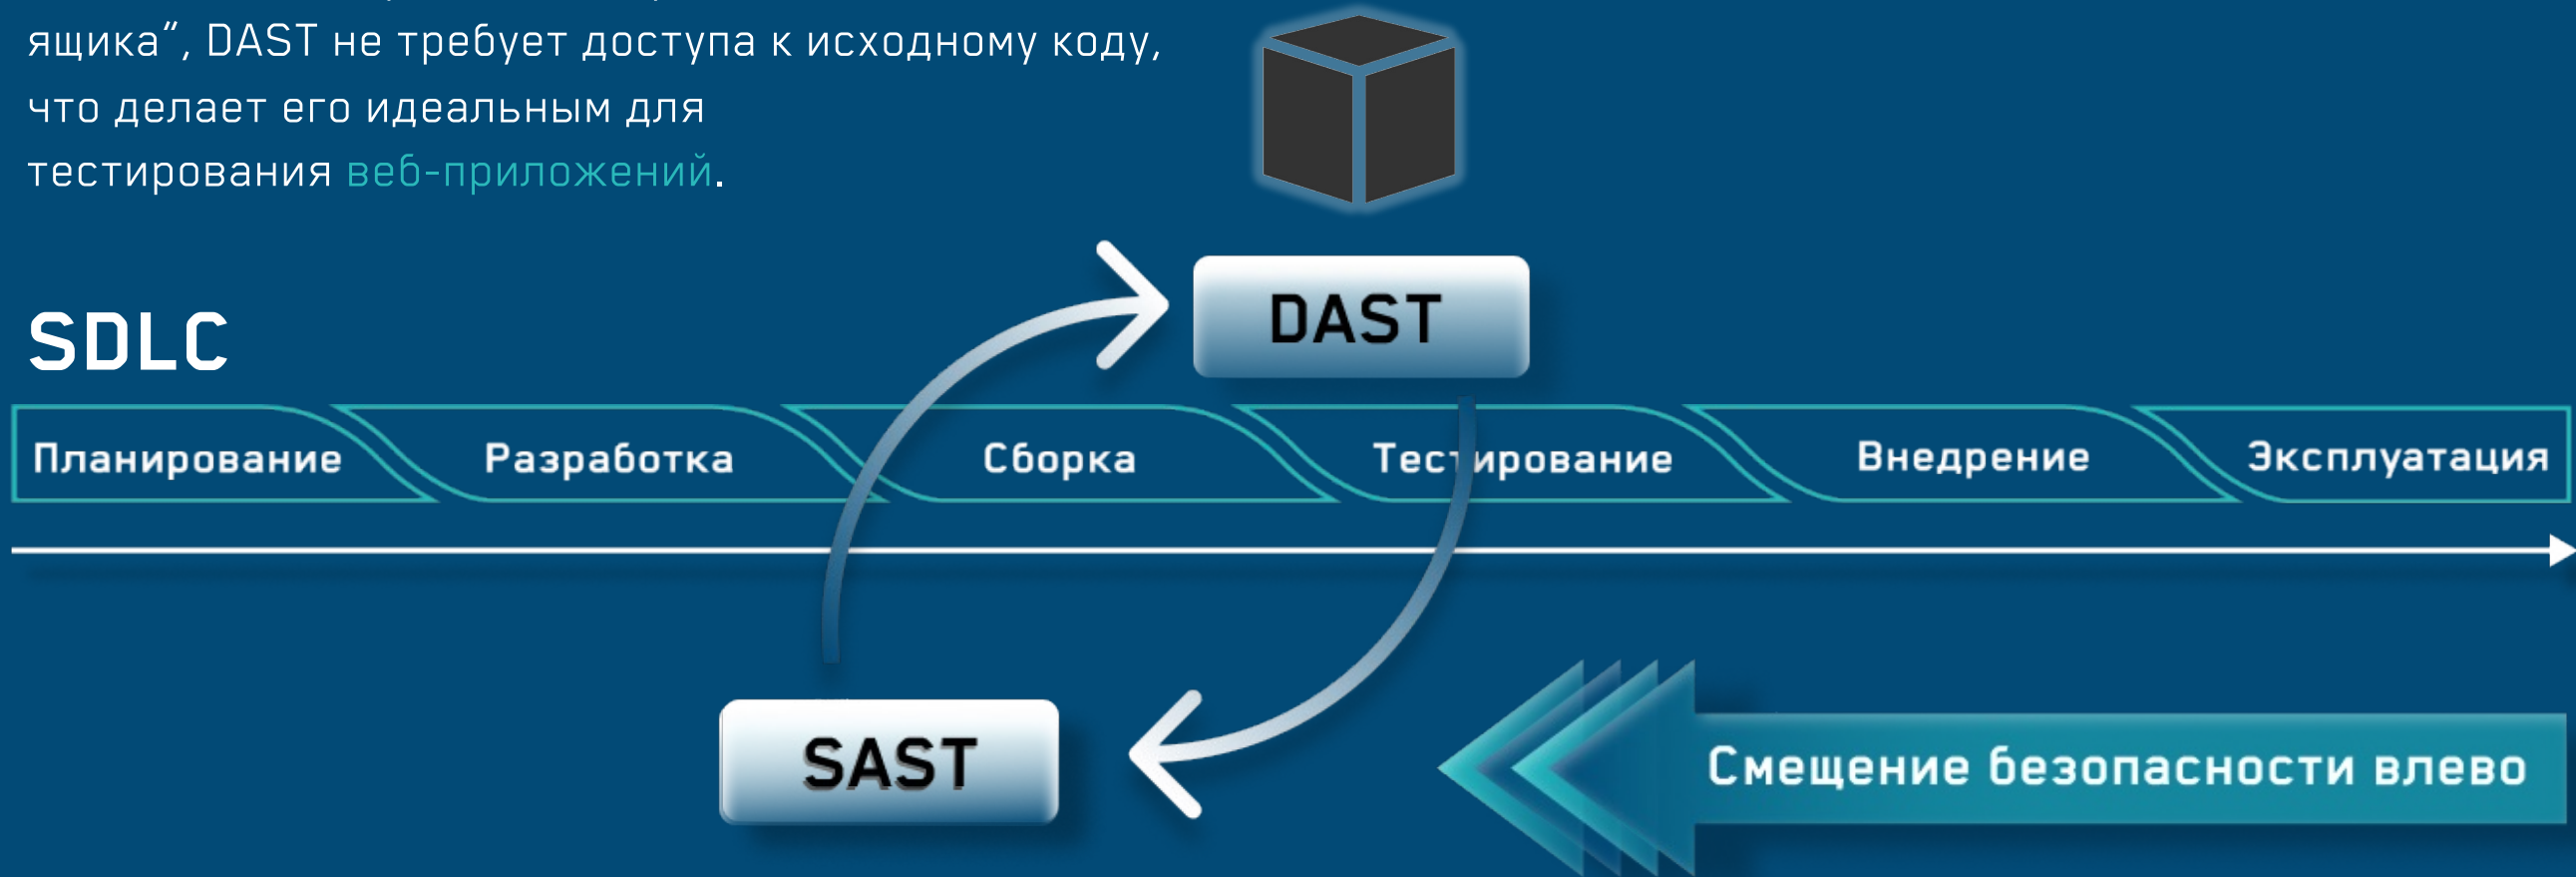 ящика“, DAST не требует доступа к исходному коду,
что делает его идеальным для
тестирования веб-приложений.
DAST
SDLC
Планирование
Разработка
Сборка
Тестирование
Внедрение
Эксплуатация
SAST
Смещение безопасности влево